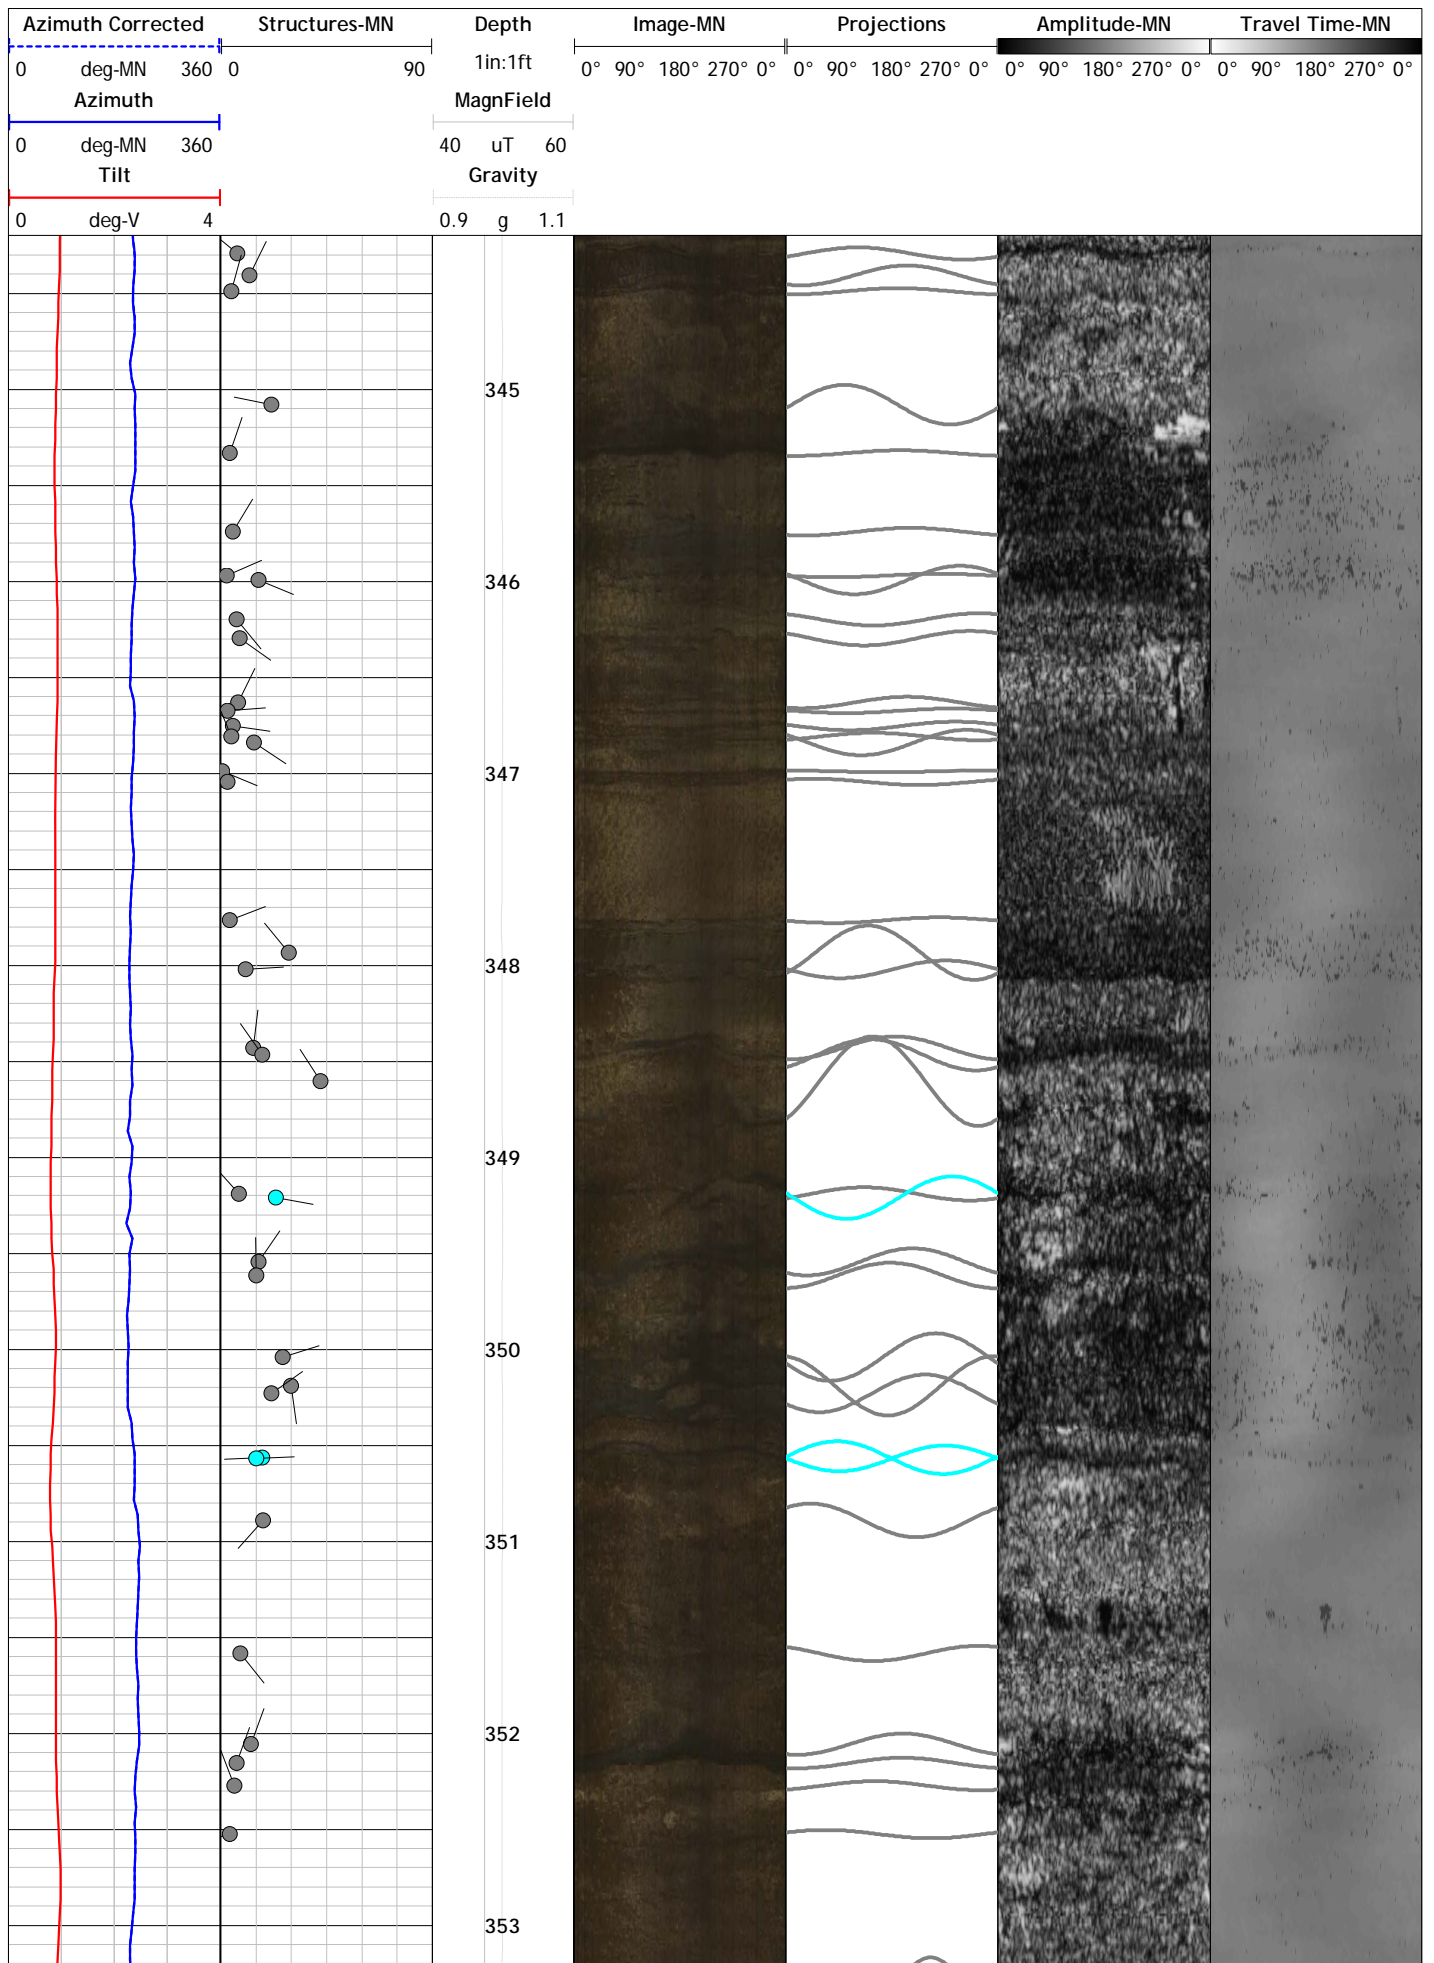 Azimuth Corrected Structures-MN Depth Image-MN Projections Amplitude-MN Travel Time-MN
0 deg-MN 360 0 90 1in:1ft 0° 90° 180° 270° 0° 0° 90° 180° 270° 0° 0° 90° 180° 270° 0° 0° 90° 180° 270° 0°
Azimuth MagnField
0 deg-MN 360 40 uT 60
Tilt Gravity
0 deg-V 4 0.9 g 1.1
345
346
347
348
349
350
351
352
353